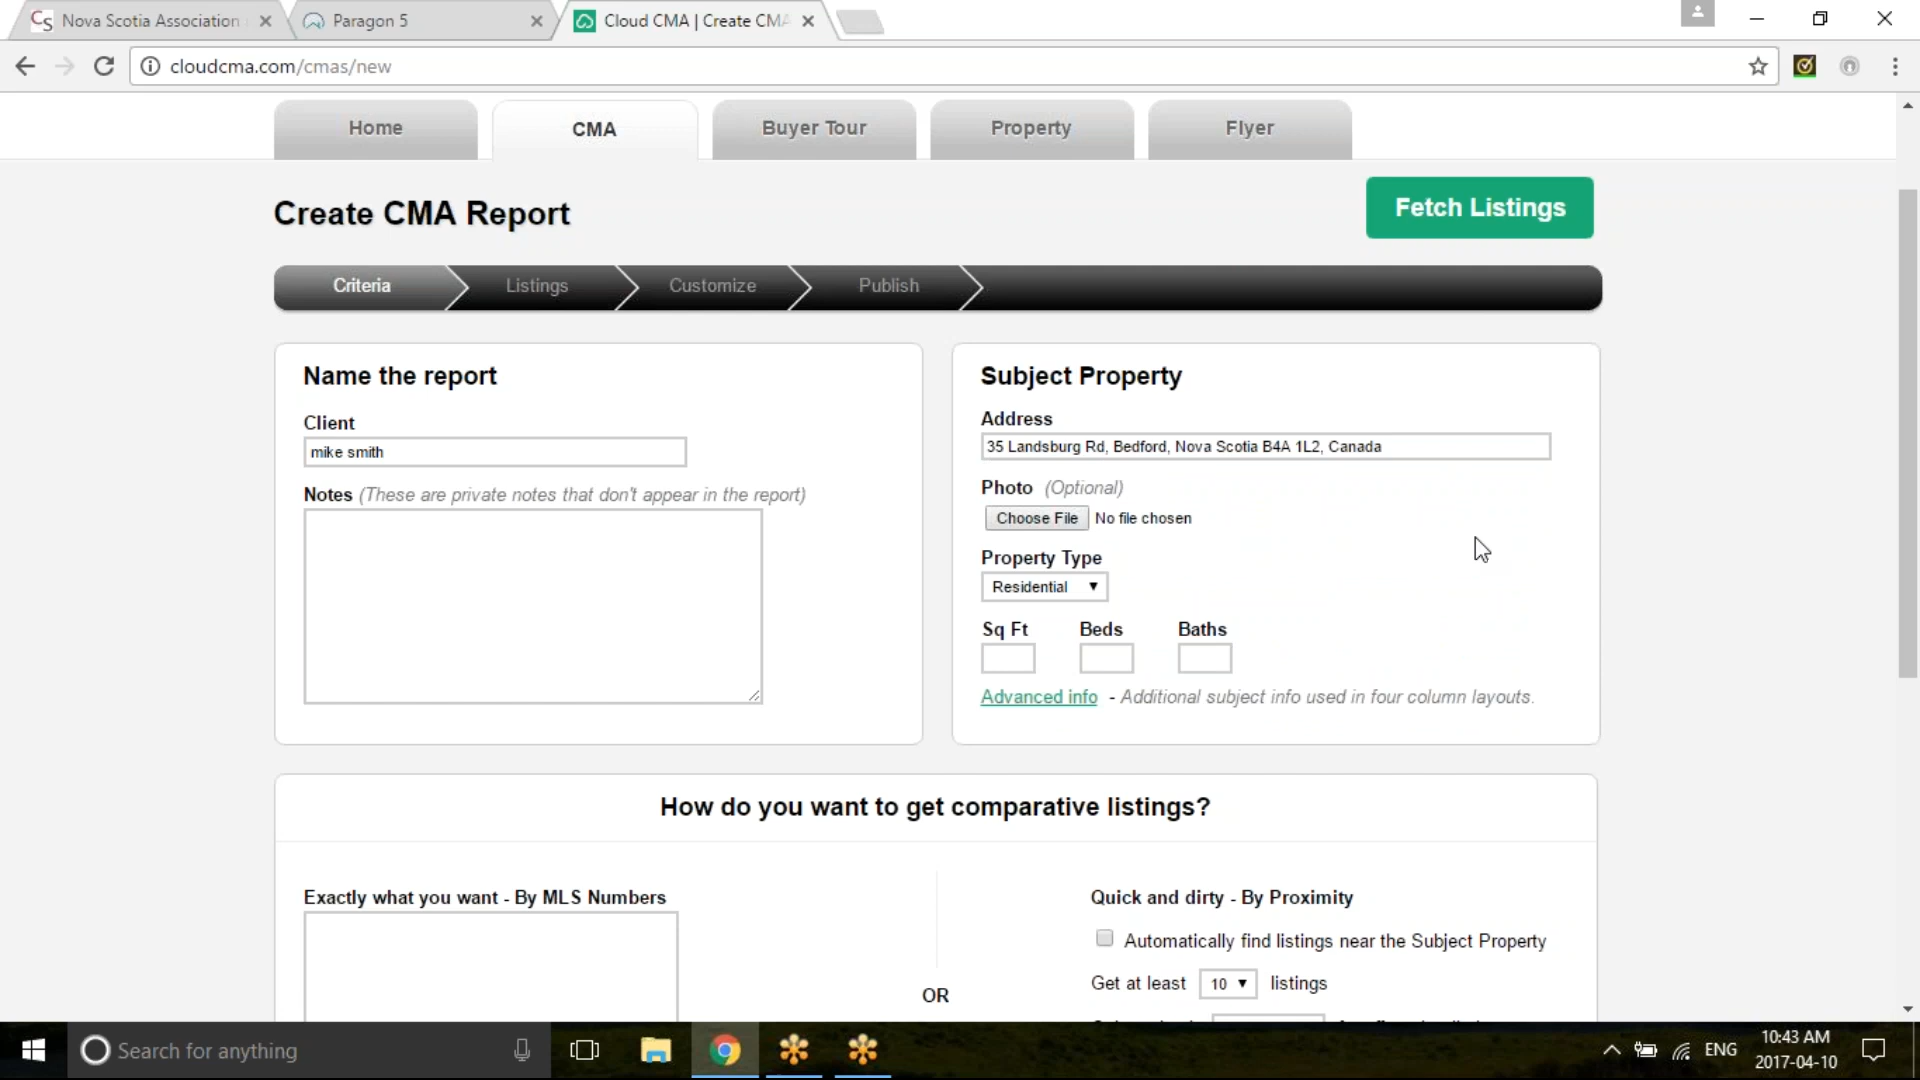 Nova Scotia Association
Paragon 5
Cloud CMA | Create CMA
cloudcma.com/cmas/new
Home
CMA
Buyer Tour
Property
Flyer
Create CMA Report
Fetch Listings
Criteria
Listings
Customize
Publish
Name the report
Client
mike smith
Notes (These are private notes that don't appear in the report)
Subject Property
Address
35 Landsburg Rd, Bedford, Nova Scotia B4A 1L2, Canada
Photo (Optional)
Choose File No file chosen
Property Type
Residential
Sq Ft Beds Baths
Advanced info - Additional subject info used in four column layouts.
How do you want to get comparative listings?
Exactly what you want - By MLS Numbers
OR
Quick and dirty - By Proximity
Automatically find listings near the Subject Property
Get at least 10 listings
Search for anything
ENG
10:43 AM
2017-04-10